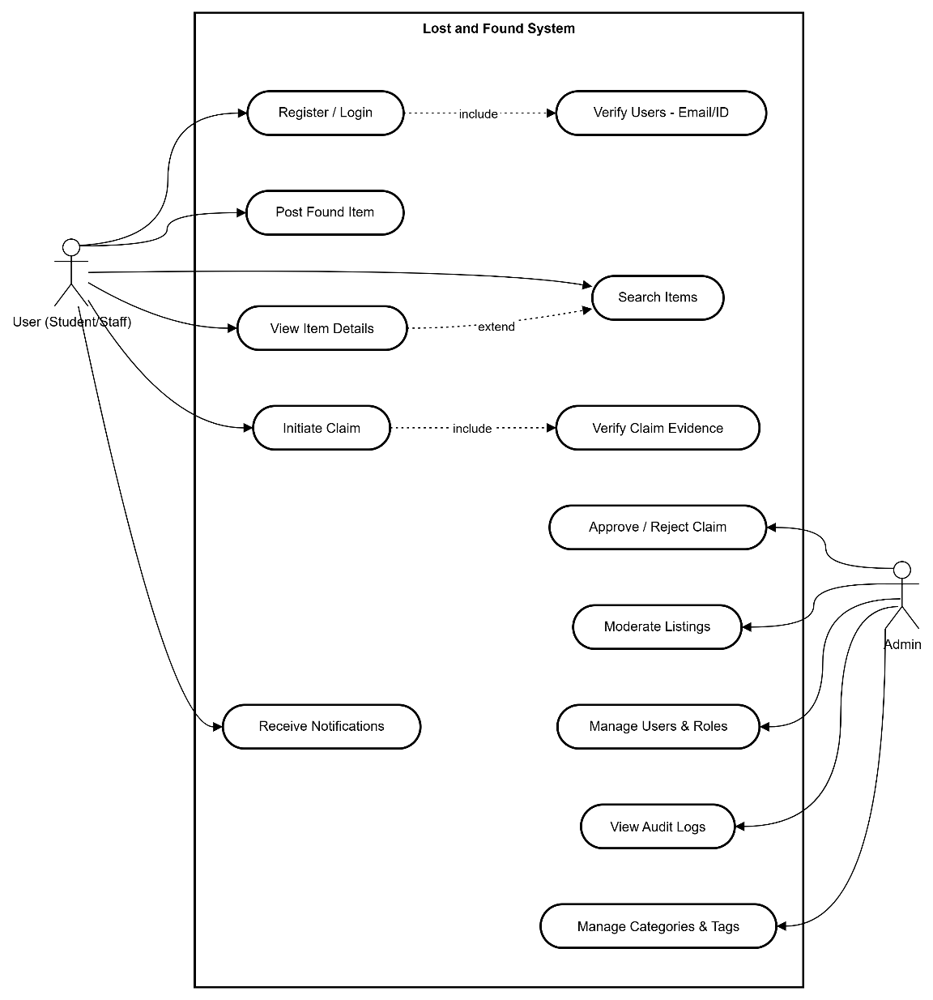 Lost and Found System
Register / Login
include
Verify Users - Email/ID
Post Found Item
Search Items
User (Student/Staff)
View Item Details
extend
Initiate Claim
include
Verify Claim Evidence
Approve / Reject Claim
Moderate Listings
Admin
Receive Notifications
Manage Users & Roles
View Audit Logs
Manage Categories & Tags